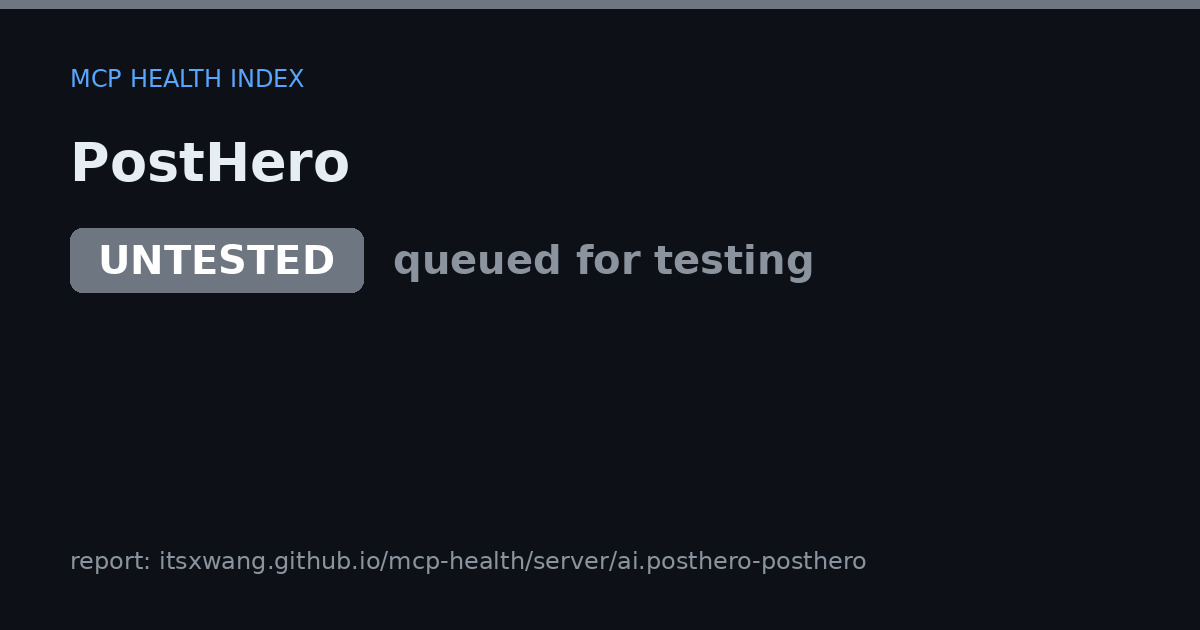 MCP HEALTH INDEX
PostHero
UNTESTED queued for testing
report: itsxwang.github.io/mcp-health/server/ai.posthero-posthero